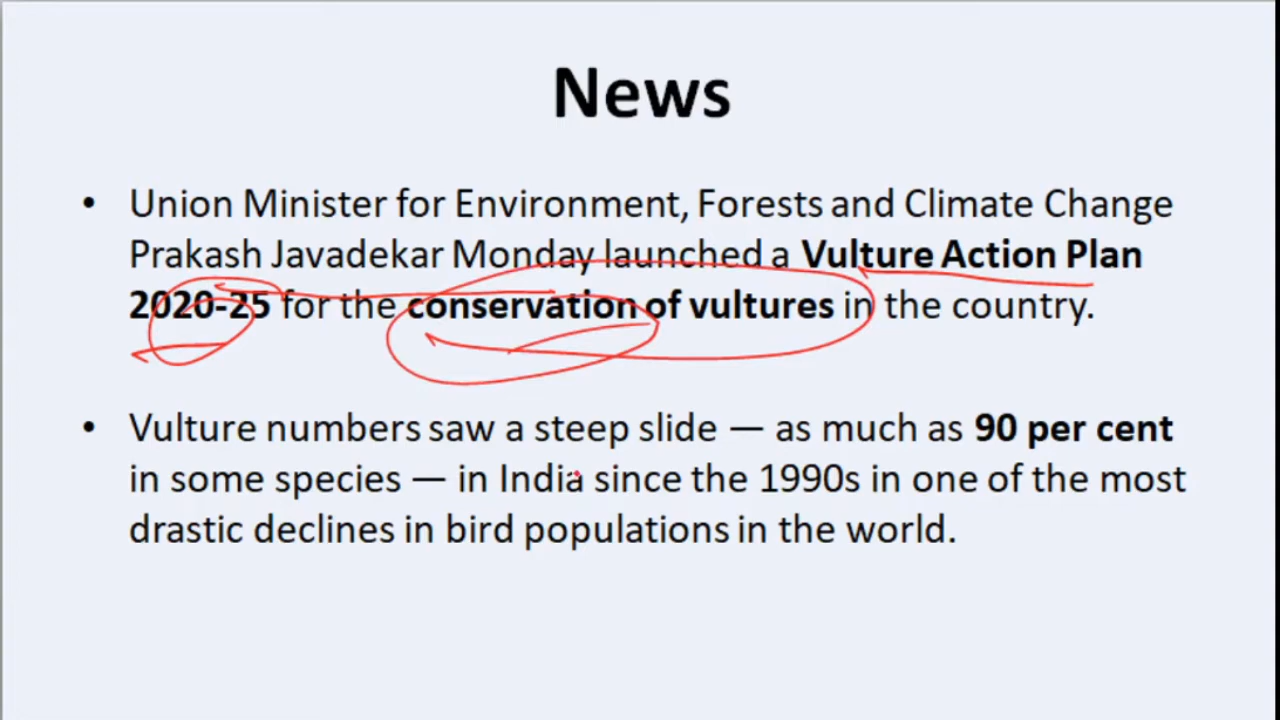 News
• Union Minister for Environment, Forests and Climate Change
Prakash Javadekar Monday launched a Vulture Action Plan
2020-25 for the conservation of vultures in the country.
• Vulture numbers saw a steep slide — as much as 90 per cent
in some species — in India since the 1990s in one of the most
drastic declines in bird populations in the world.